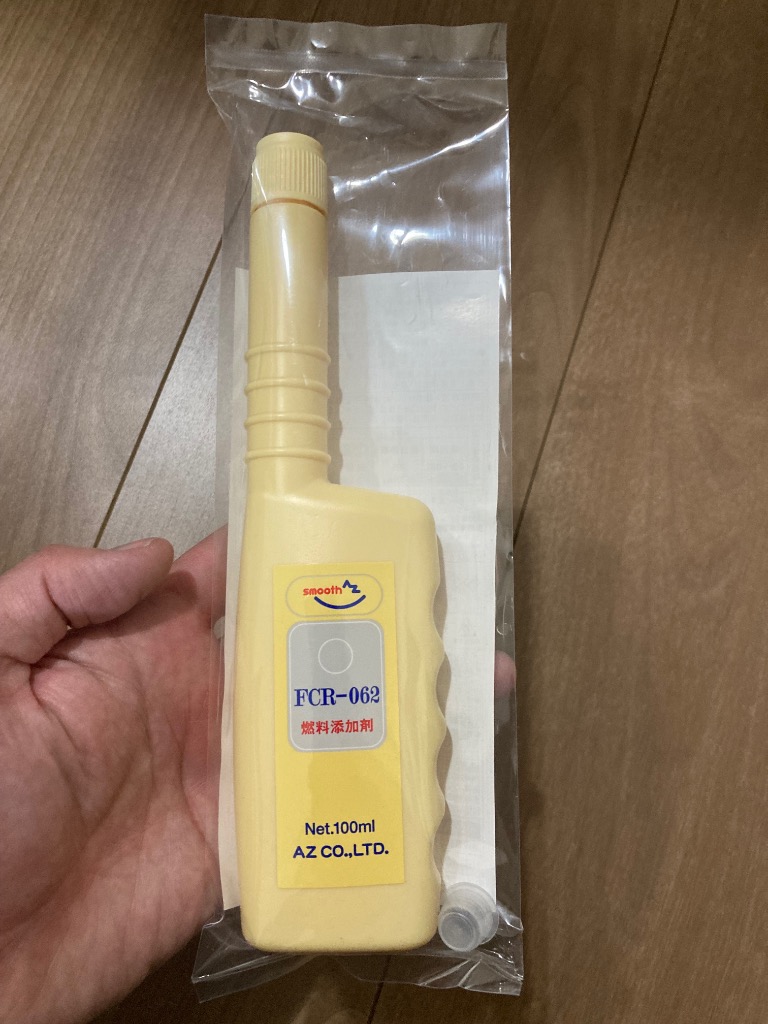 smooth AZ
FCR-062
燃料添加剤
Net.100ml
AZ CO.,LTD.